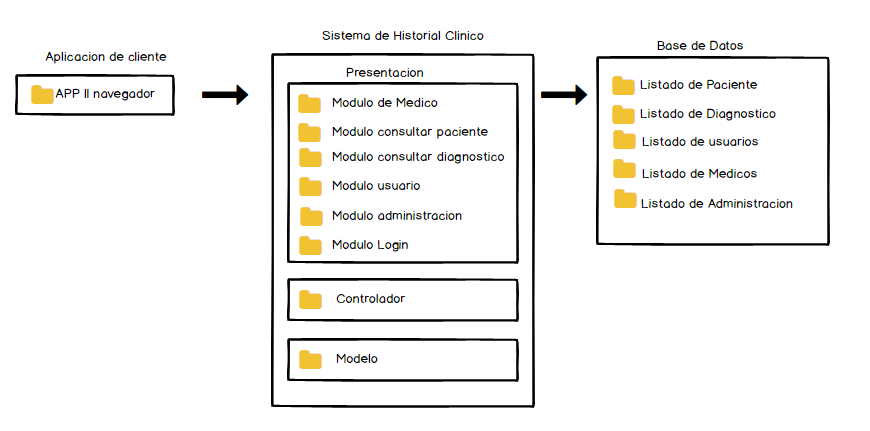 Aplicacion de cliente
APP II navegador
Sistema de Historial Clinico
Presentacion
Modulo de Medico
Modulo consultar paciente
Modulo consultar diagnostico
Modulo usuario
Modulo administracion
Modulo Login
Controlador
Modelo
Base de Datos
Listado de Paciente
Listado de Diagnostico
Listado de usuarios
Listado de Medicos
Listado de Administracion